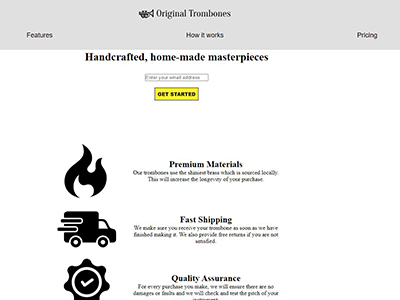 Original Trombones
Features
How it works
Pricing
Handcrafted, home-made masterpieces
Enter your email address
GET STARTED
Premium Materials
Our trombones use the shiniest brass which is sourced locally.
This will increase the longevity of your purchase.
Fast Shipping
We make sure you receive your trombone as soon as we have
finished making it. We also provide free returns if you are not
satisfied.
Quality Assurance
For every purchase you make, we will ensure there are no
damages or faults and we will check and test the pitch of your